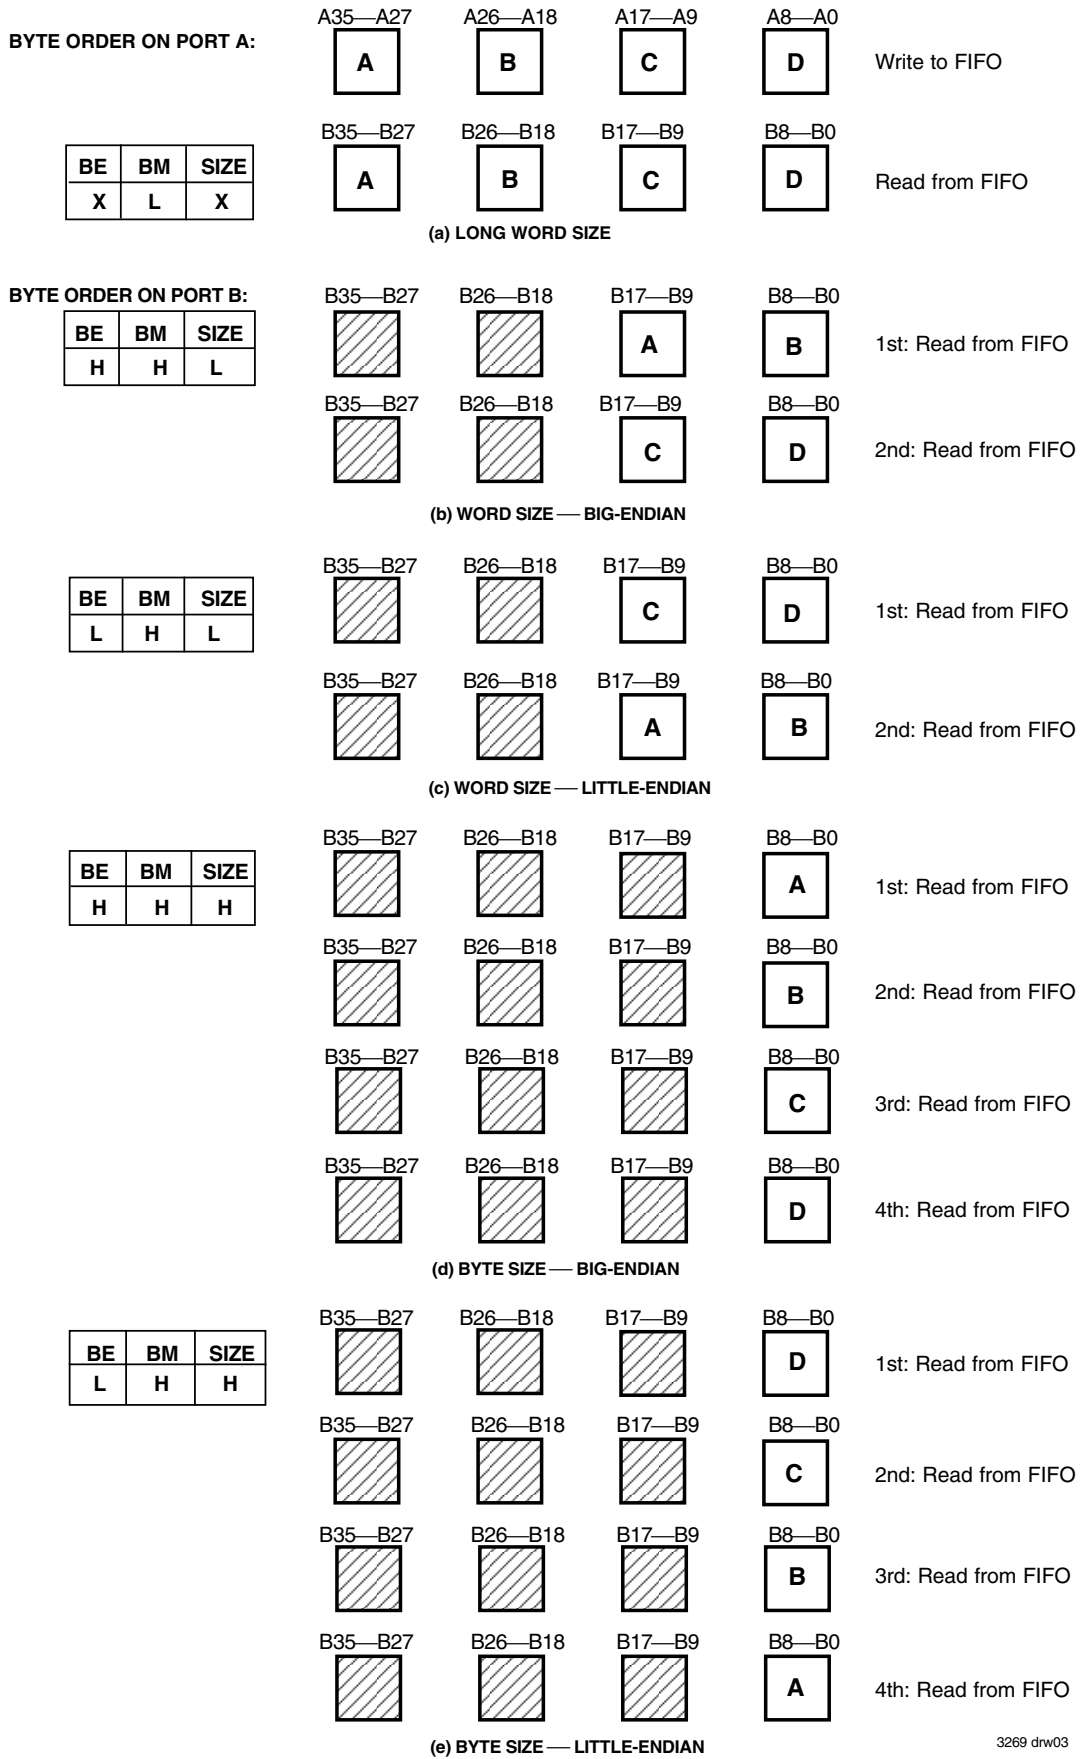 A35—A27 A26—A18 A17—A9 A8—A0
BYTE ORDER ON PORT A:
A B C D Write to FIFO
B35—B27 B26—B18 B17—B9 B8—B0
BE BM SIZE
X L X
A B C D Read from FIFO
(a) LONG WORD SIZE
BYTE ORDER ON PORT B:
B35—B27 B26—B18 B17—B9 B8—B0
BE BM SIZE
H H L
A B 1st: Read from FIFO
B35—B27 B26—B18 B17—B9 B8—B0
C D 2nd: Read from FIFO
(b) WORD SIZE — BIG-ENDIAN
B35—B27 B26—B18 B17—B9 B8—B0
BE BM SIZE
L H L
C D 1st: Read from FIFO
B35—B27 B26—B18 B17—B9 B8—B0
A B 2nd: Read from FIFO
(c) WORD SIZE — LITTLE-ENDIAN
B35—B27 B26—B18 B17—B9 B8—B0
BE BM SIZE
H H H
A 1st: Read from FIFO
B35—B27 B26—B18 B17—B9 B8—B0
B 2nd: Read from FIFO
B35—B27 B26—B18 B17—B9 B8—B0
C 3rd: Read from FIFO
B35—B27 B26—B18 B17—B9 B8—B0
D 4th: Read from FIFO
(d) BYTE SIZE — BIG-ENDIAN
B35—B27 B26—B18 B17—B9 B8—B0
BE BM SIZE
L H H
D 1st: Read from FIFO
B35—B27 B26—B18 B17—B9 B8—B0
C 2nd: Read from FIFO
B35—B27 B26—B18 B17—B9 B8—B0
B 3rd: Read from FIFO
B35—B27 B26—B18 B17—B9 B8—B0
A 4th: Read from FIFO
(e) BYTE SIZE — LITTLE-ENDIAN
3269 drw03